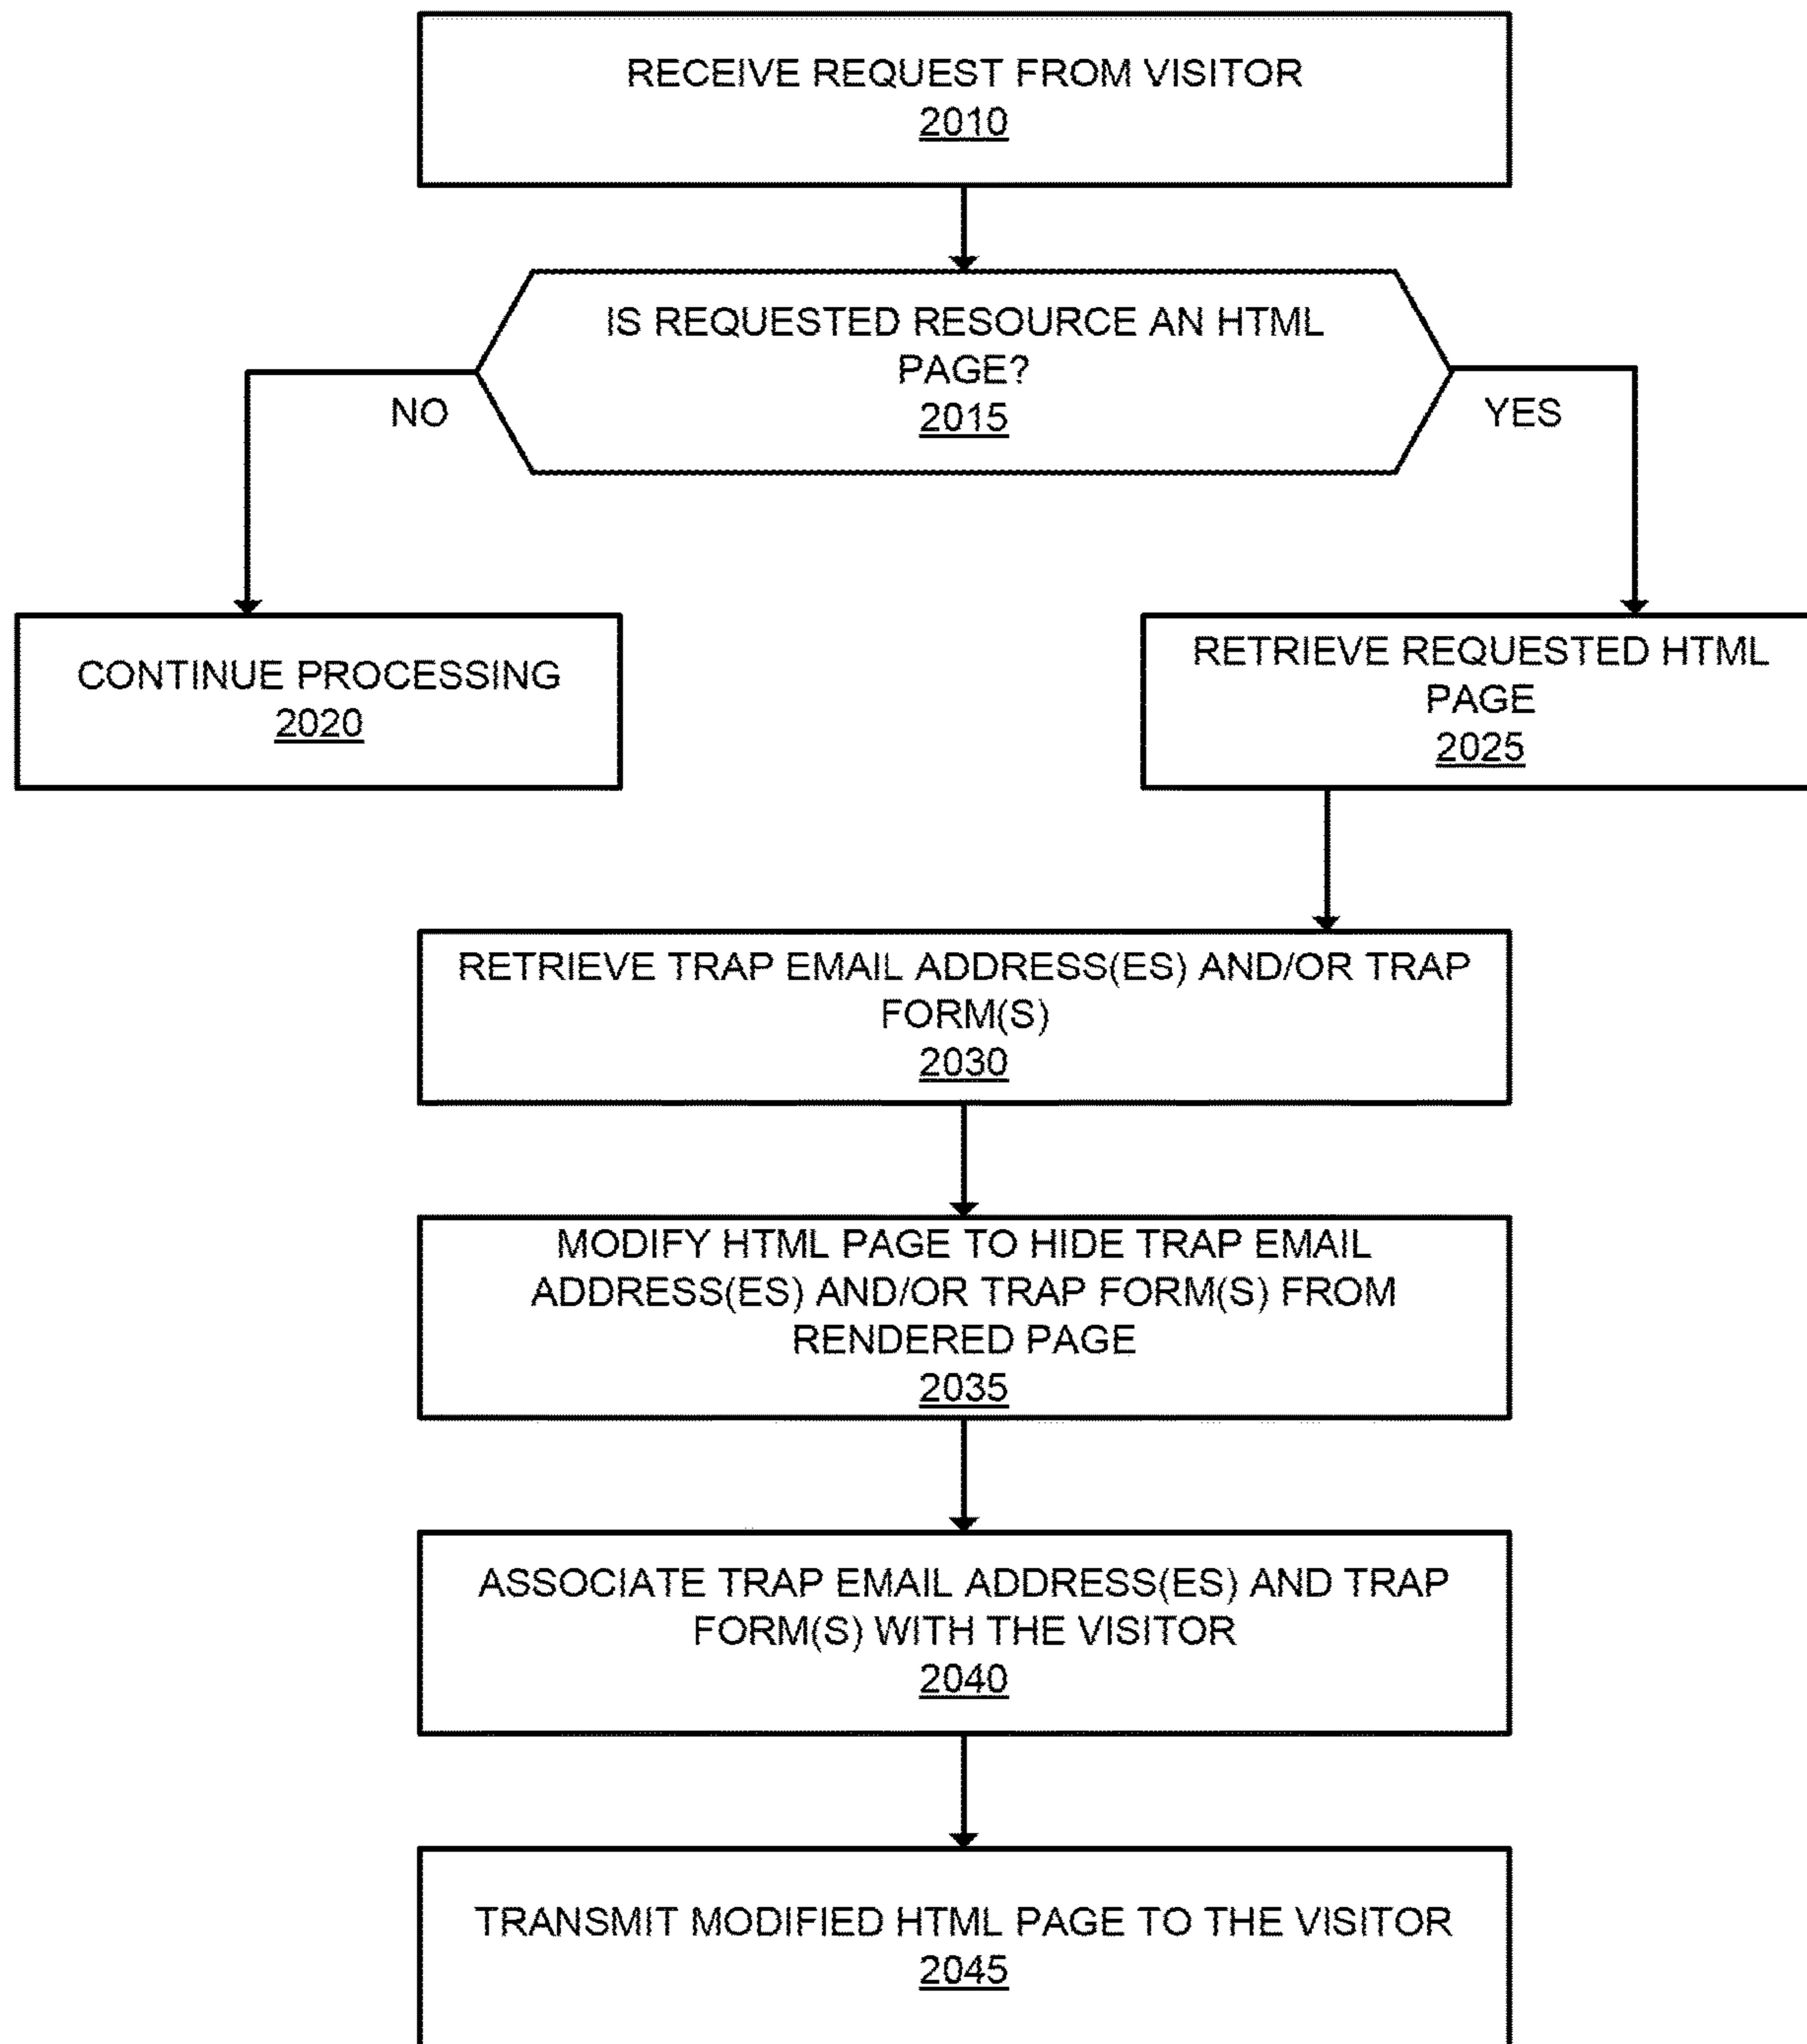 RECEIVE REQUEST FROM VISITOR
2010
IS REQUESTED RESOURCE AN HTML
PAGE?
2015
NO
YES
CONTINUE PROCESSING
2020
RETRIEVE REQUESTED HTML
PAGE
2025
RETRIEVE TRAP EMAIL ADDRESS(ES) AND/OR TRAP
FORM(S)
2030
MODIFY HTML PAGE TO HIDE TRAP EMAIL
ADDRESS(ES) AND/OR TRAP FORM(S) FROM
RENDERED PAGE
2035
ASSOCIATE TRAP EMAIL ADDRESS(ES) AND TRAP
FORM(S) WITH THE VISITOR
2040
TRANSMIT MODIFIED HTML PAGE TO THE VISITOR
2045